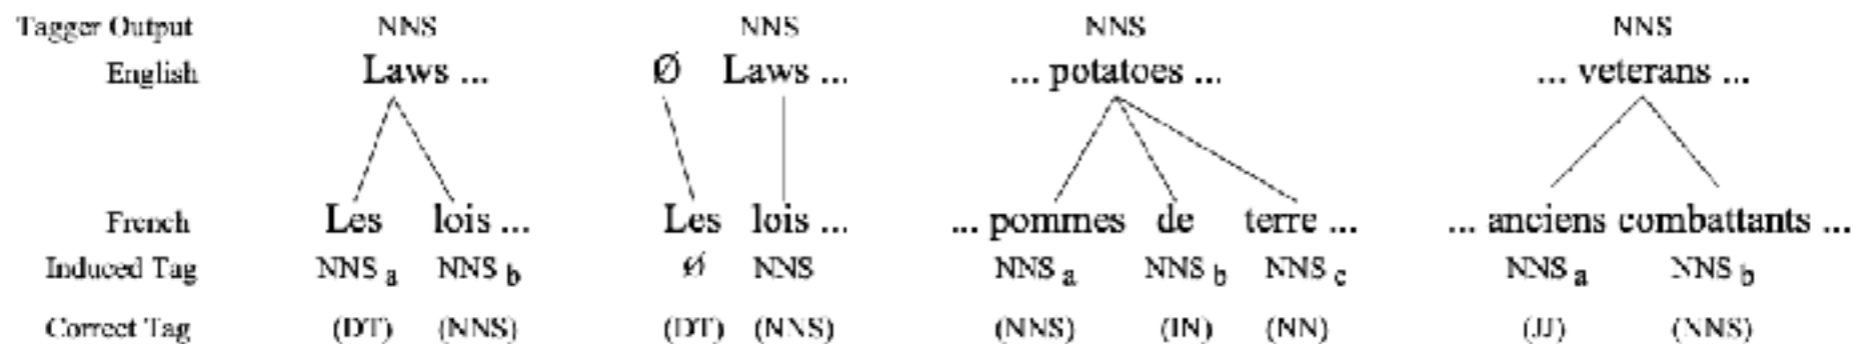 Tagger Output NNS NNS NNS NNS
English Laws ... Ø Laws ... ... potatoes ... ... veterans ...
French Les lois ... Les lois ... ... pommes de terre ... ... anciens combattants ...
Induced Tag NNS a NNS b Ø NNS NNS a NNS b NNS c NNS a NNS b
Correct Tag (DT) (NNS) (DT) (NNS) (NNS) (IN) (NN) (JJ) (NNS)